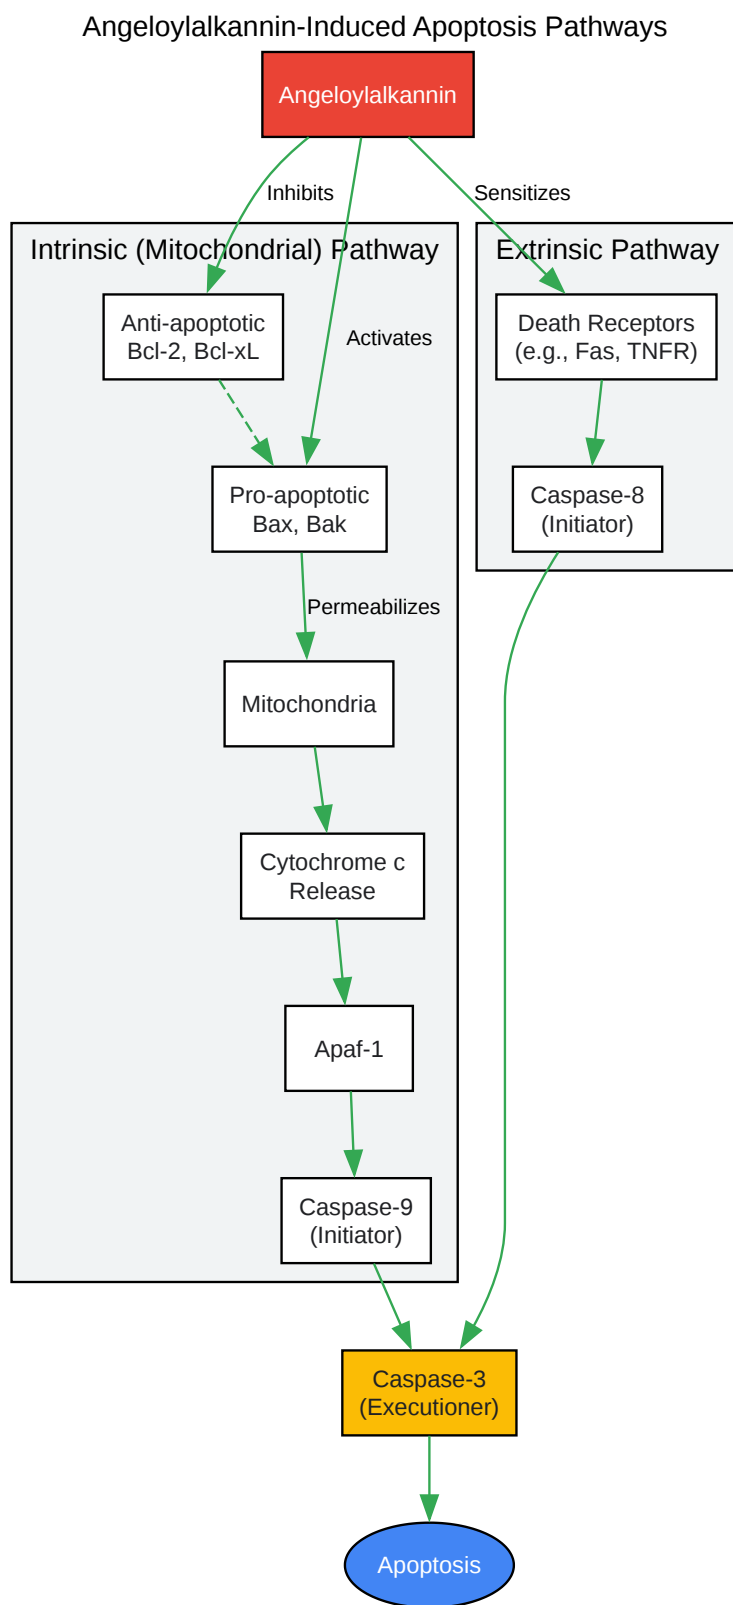 Angeloylalkannin-Induced Apoptosis Pathways
Angeloylalkannin
Inhibits
Sensitizes
Intrinsic (Mitochondrial) Pathway
Extrinsic Pathway
Anti-apoptotic
Bcl-2, Bcl-xL
Death Receptors
(e.g., Fas, TNFR)
Activates
Pro-apoptotic
Bax, Bak
Caspase-8
(Initiator)
Permeabilizes
Mitochondria
Cytochrome c
Release
Apaf-1
Caspase-9
(Initiator)
Caspase-3
(Executioner)
Apoptosis